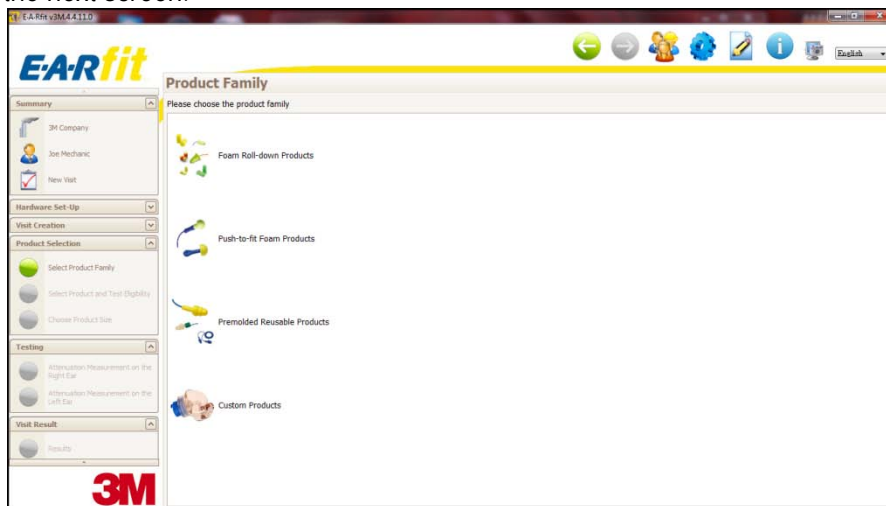 the next screen.
E-A-Rfit v3M.4.4.11.0
E·A·Rfit
English
Product Family
Please choose the product family
Summary
3M Company
Joe Mechanic
New Visit
Hardware Set-Up
Visit Creation
Product Selection
Select Product Family
Select Product and Test Eligibility
Choose Product Size
Testing
Attenuation Measurement on the
Right Ear
Attenuation Measurement on the
Left Ear
Visit Result
Results
3M
Foam Roll-down Products
Push-to-fit Foam Products
Premolded Reusable Products
Custom Products